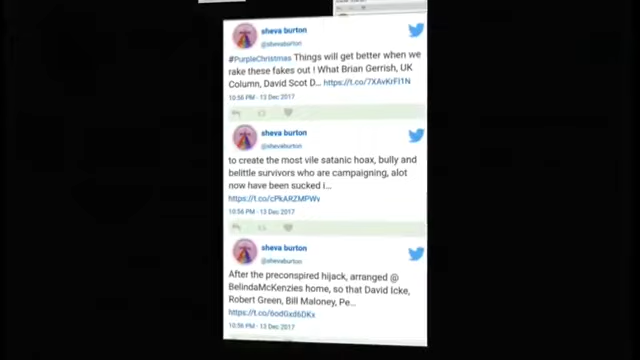 sheva burton
@shevaburton
#PurpleChristmas Things will get better when we
rake these fakes out ! What Brian Gerrish, UK
Column, David Scot D... https://t.co/7XAvKrFl1N
10:56 PM - 13 Dec 2017
sheva burton
@shevaburton
to create the most vile satanic hoax, bully and
belittle survivors who are campaigning, alot
now have been sucked i...
https://t.co/cPkARZMPWv
10:56 PM - 13 Dec 2017
sheva burton
@shevaburton
After the preconspired hijack, arranged @
BelindaMcKenzies home, so that David Icke,
Robert Green, Bill Maloney, Pe...
https://t.co/6odGxd6DKx
10:56 PM - 13 Dec 2017